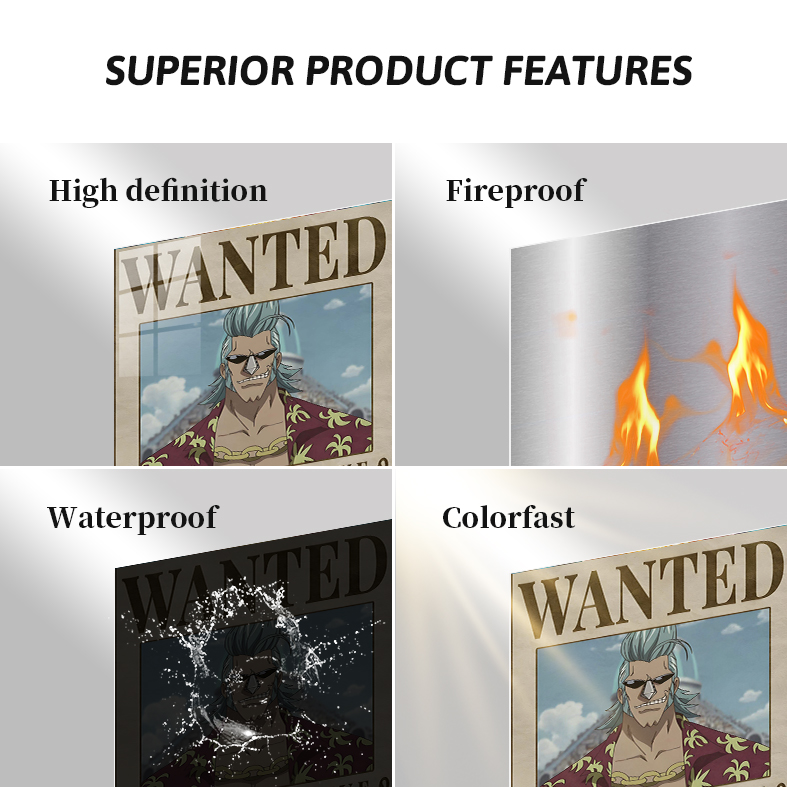 SUPERIOR PRODUCT FEATURES
High definition
Fireproof
WANTED
Waterproof
Colorfast
WANTED
WANTED